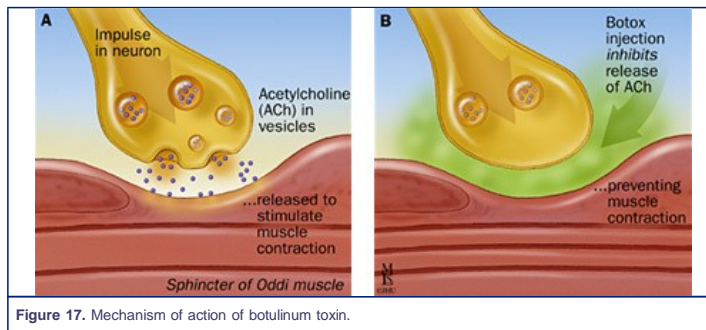 A
Impulse
in neuron
Acetylcholine
(ACh) in
vesicles
...released to
stimulate
muscle
contraction
Sphincter of Oddi muscle
B
Botox
injection
inhibits
release
of ACh
...preventing
muscle
contraction
Figure 17. Mechanism of action of botulinum toxin.